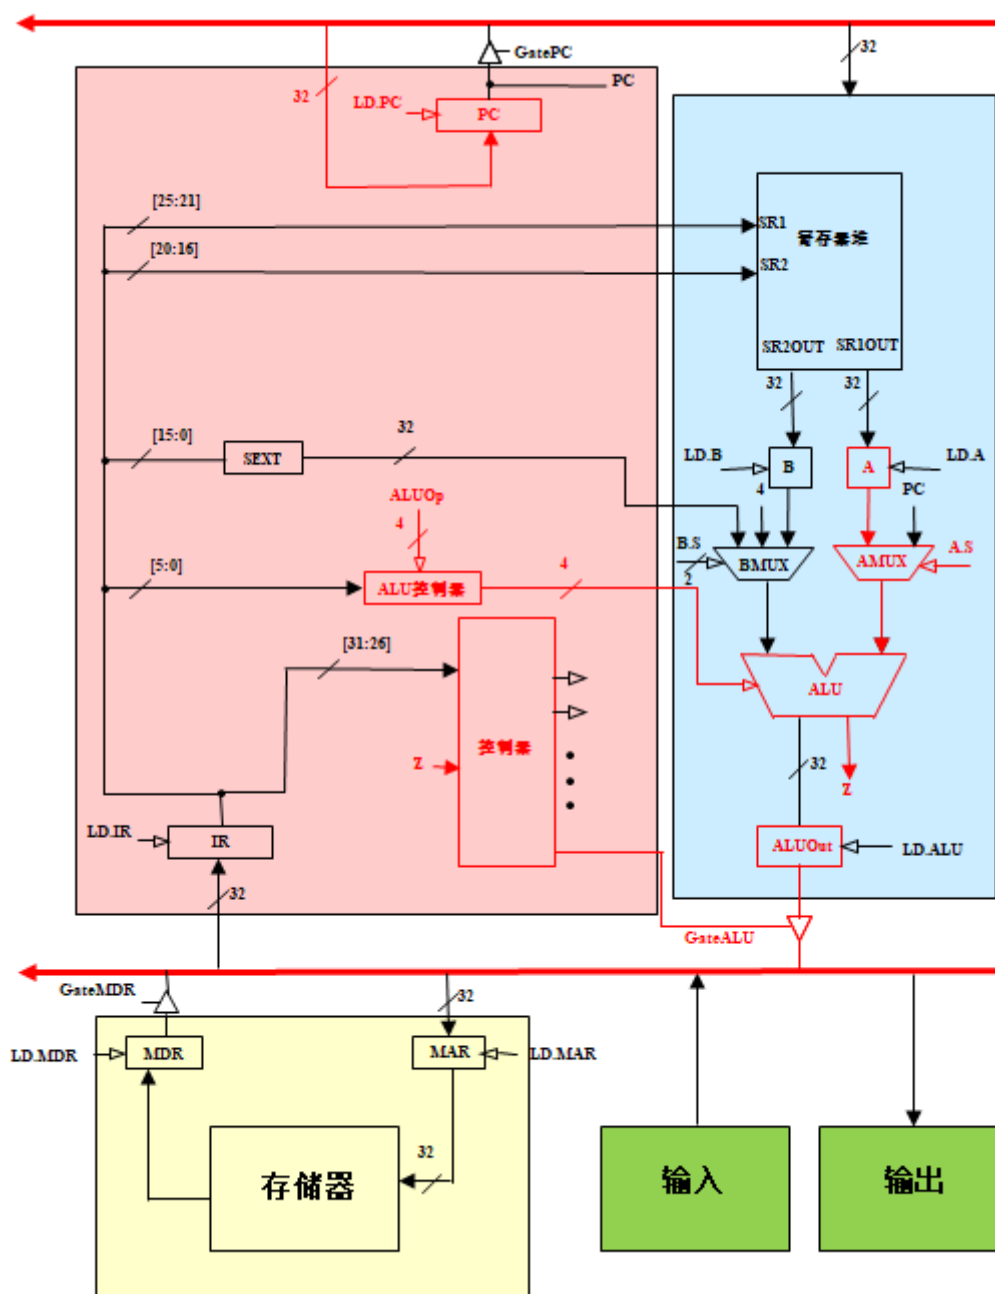 GatePC
32
PC
32
LD.PC
PC
[25:21]
SR1
寄存器堆
[20:16]
SR2
SR2OUT
SR1OUT
32
32
[15:0]
32
SEXT
LD.B
B
A
LD.A
ALUOp
4
PC
4
B.S
2
BMUX
AMUX
A.S
[5:0]
ALU控制器
4
[31:26]
ALU
控制器
Z
32
Z
LD.IR
IR
ALUOut
LD.ALU
32
GateALU
GateMDR
32
LD.MDR
MDR
MAR
LD.MAR
32
存储器
输入
输出